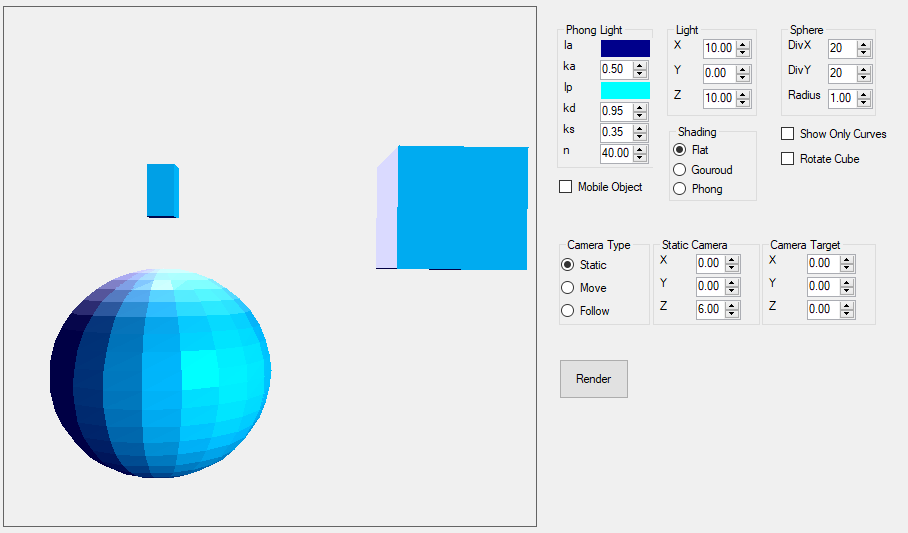 Phong Light
Ia
ka 0.50
Ip
kd 0.95
ks 0.35
n 40.00
Mobile Object
Light
X 10.00
Y 0.00
Z 10.00
Shading
Flat
Gouroud
Phong
Sphere
DivX 20
DivY 20
Radius 1.00
Show Only Curves
Rotate Cube
Camera Type
Static
Move
Follow
Static Camera
X 0.00
Y 0.00
Z 6.00
Camera Target
X 0.00
Y 0.00
Z 0.00
Render